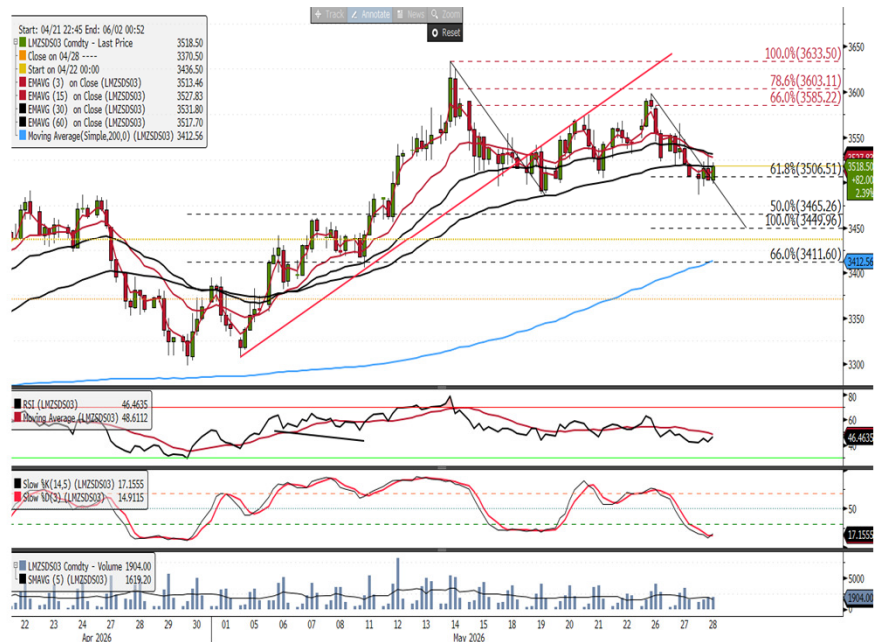 Track Annotate News Zoom
Reset
Start: 04/21 22:45 End: 06/02 00:52
LMZSDS03 Comdty - Last Price 3518.50
Close on 04/28 ---- 3370.50
Start on 04/22 00:00 3436.50
EMAVG (3) on Close (LMZSDS03) 3513.46
EMAVG (15) on Close (LMZSDS03) 3527.83
EMAVG (30) on Close (LMZSDS03) 3531.80
EMAVG (60) on Close (LMZSDS03) 3517.70
Moving Average(Simple,200,0) (LMZSDS03) 3412.56
100.0%(3633.50)
78.6%(3603.11)
66.0%(3585.22)
61.8%(3506.51)
50.0%(3465.26)
100.0%(3449.96)
66.0%(3411.60)
3650
3600
3550
3527.83
3518.50
+82.00
2.39%
3450
3412.56
3350
3300
RSI (LMZSDS03) 46.4635
Moving Average (LMZSDS03) 48.6112
80
60
46.4635
40
Slow %K(14,5) (LMZSDS03) 17.1555
Slow %D(3) (LMZSDS03) 14.9115
50
17.1555
LMZSDS03 Comdty - Volume 1904.00
SMAVG (5) (LMZSDS03) 1619.20
5000
1904.00
22 23 24 27 28 29 30 01 05 06 07 08 11 12 13 14 15 18 19 20 21 22 26 27 28
Apr 2026 May 2026